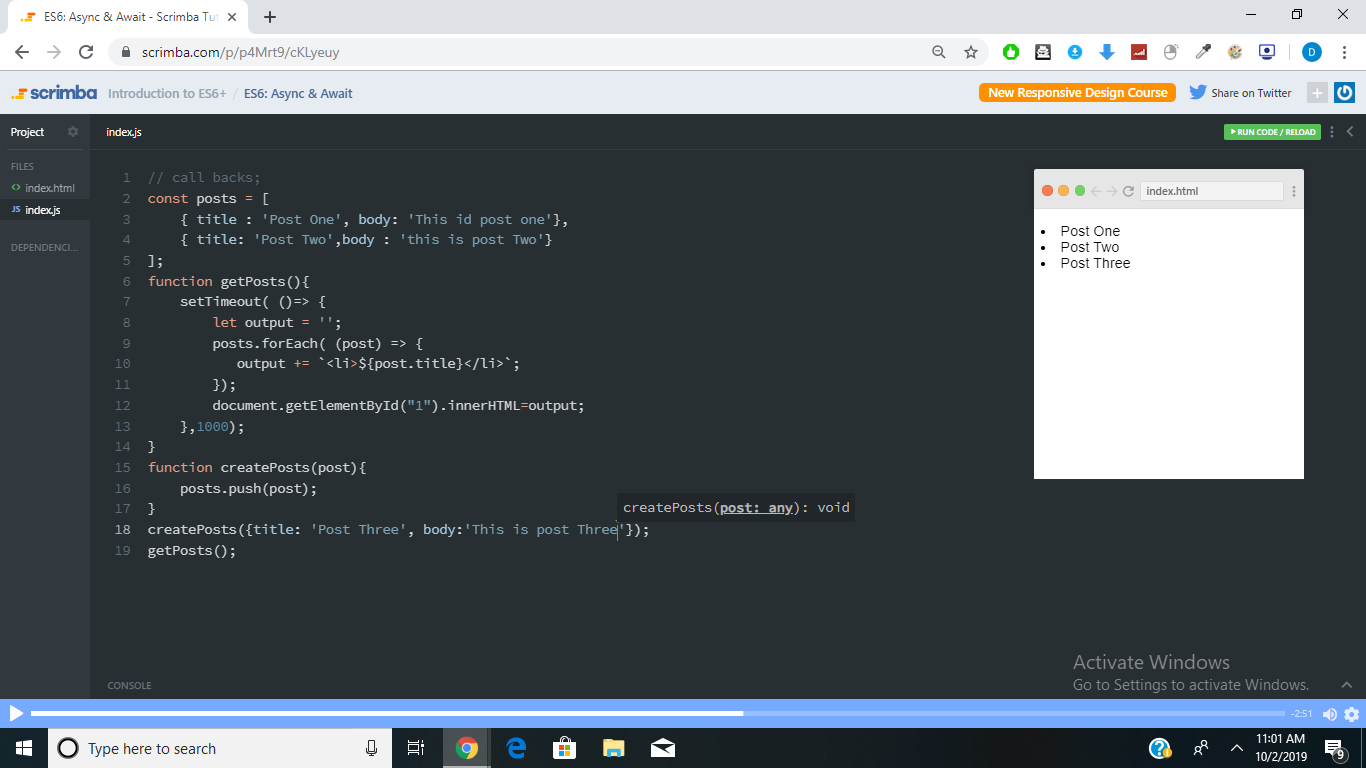 ES6: Async & Await - Scrimba Tut
scrimba.com/p/p4Mrt9/cKLyeuy
D
scrimba Introduction to ES6+ / ES6: Async & Await
New Responsive Design Course
Share on Twitter
Project
index.js
RUN CODE / RELOAD
FILES
index.html
JS index.js
DEPENDENCI...
1 // call backs;
2 const posts = [
3 { title : 'Post One', body: 'This id post one'},
4 { title: 'Post Two',body : 'this is post Two'}
5 ];
6 function getPosts(){
7 setTimeout( ()=> {
8 let output = '';
9 posts.forEach( (post) => {
10 output += `<li>${post.title}</li>`;
11 });
12 document.getElementById("1").innerHTML=output;
13 },1000);
14 }
15 function createPosts(post){
16 posts.push(post);
17 }
createPosts(post: any): void
18 createPosts({title: 'Post Three', body:'This is post Three'});
19 getPosts();
index.html
• Post One
• Post Two
• Post Three
Activate Windows
Go to Settings to activate Windows.
CONSOLE
-2:51
Type here to search
11:01 AM
10/2/2019
9